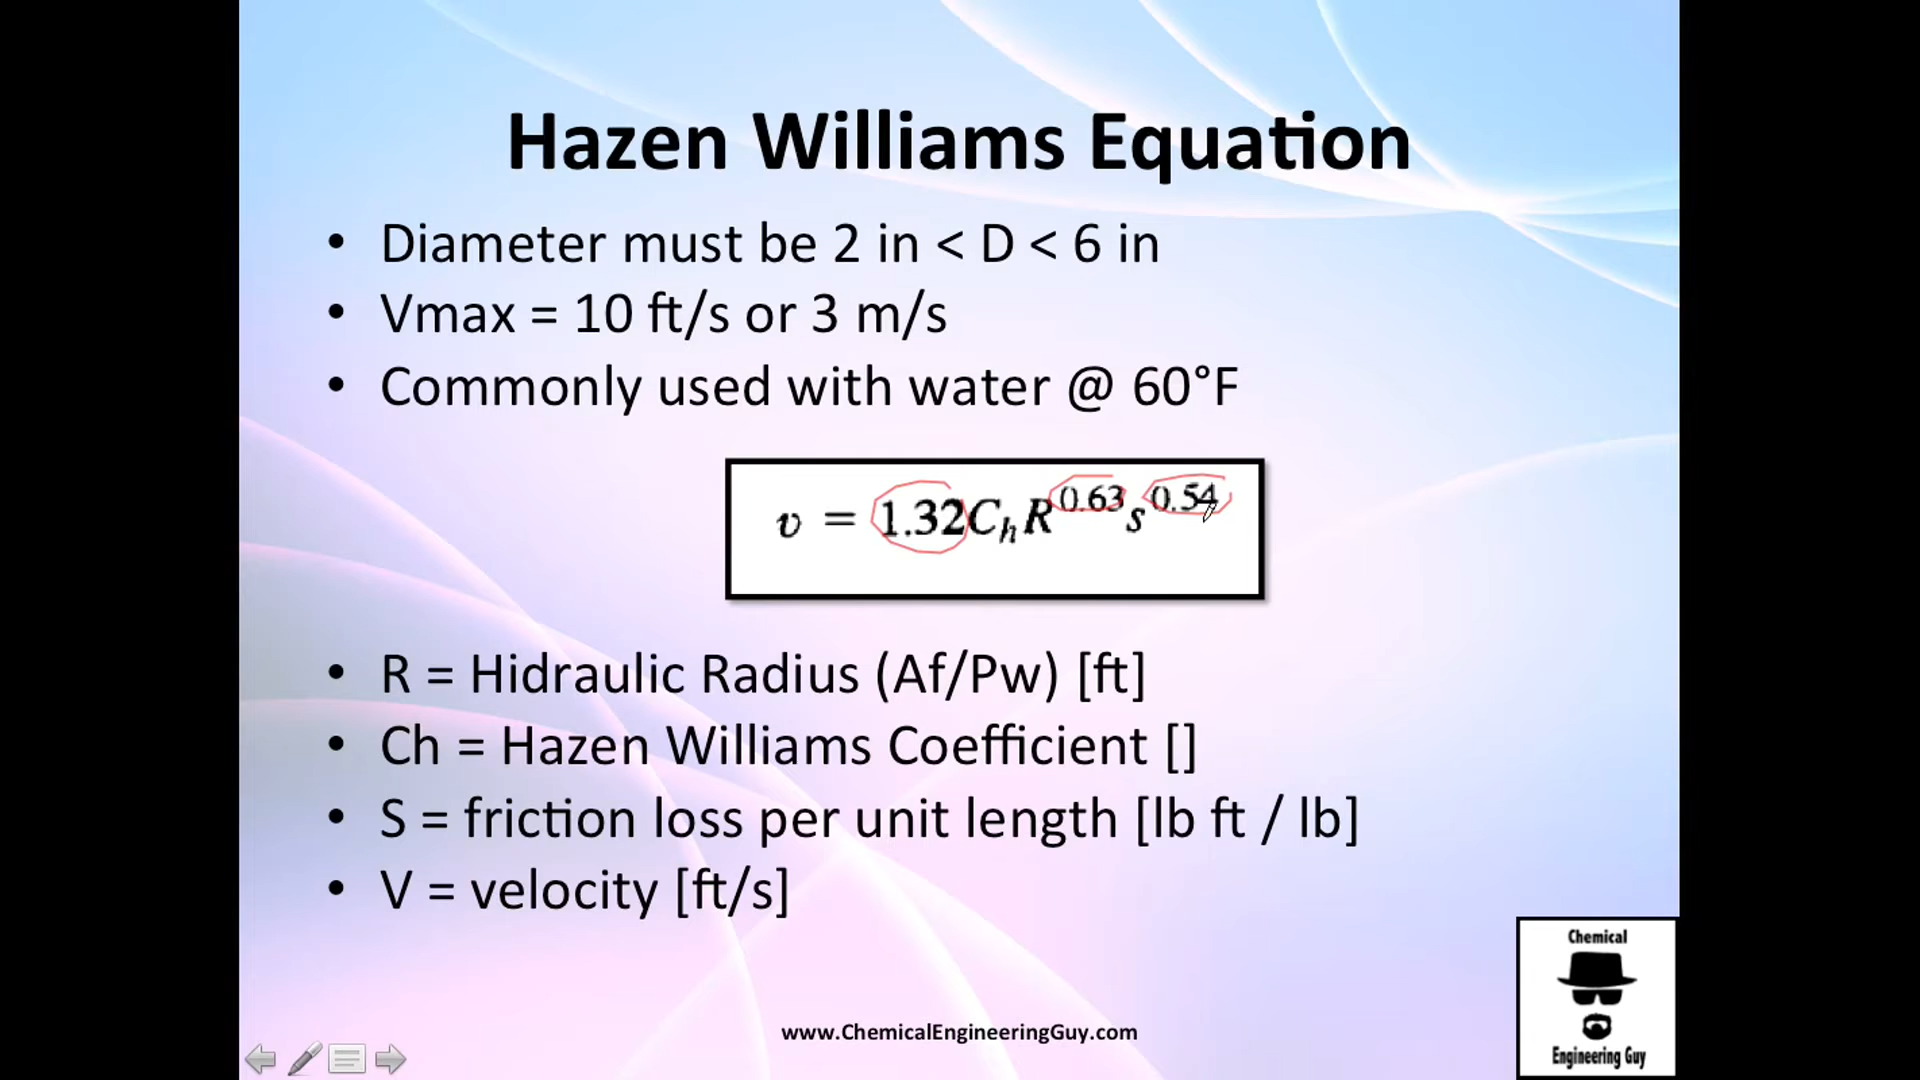 Hazen Williams Equation
• Diameter must be 2 in < D < 6 in
• Vmax = 10 ft/s or 3 m/s
• Commonly used with water @ 60°F
v = 1.32C_h R^0.63 s^0.54
• R = Hidraulic Radius (Af/Pw) [ft]
• Ch = Hazen Williams Coefficient []
• S = friction loss per unit length [lb ft / lb]
• V = velocity [ft/s]
Chemical
Engineering Guy
www.ChemicalEngineeringGuy.com